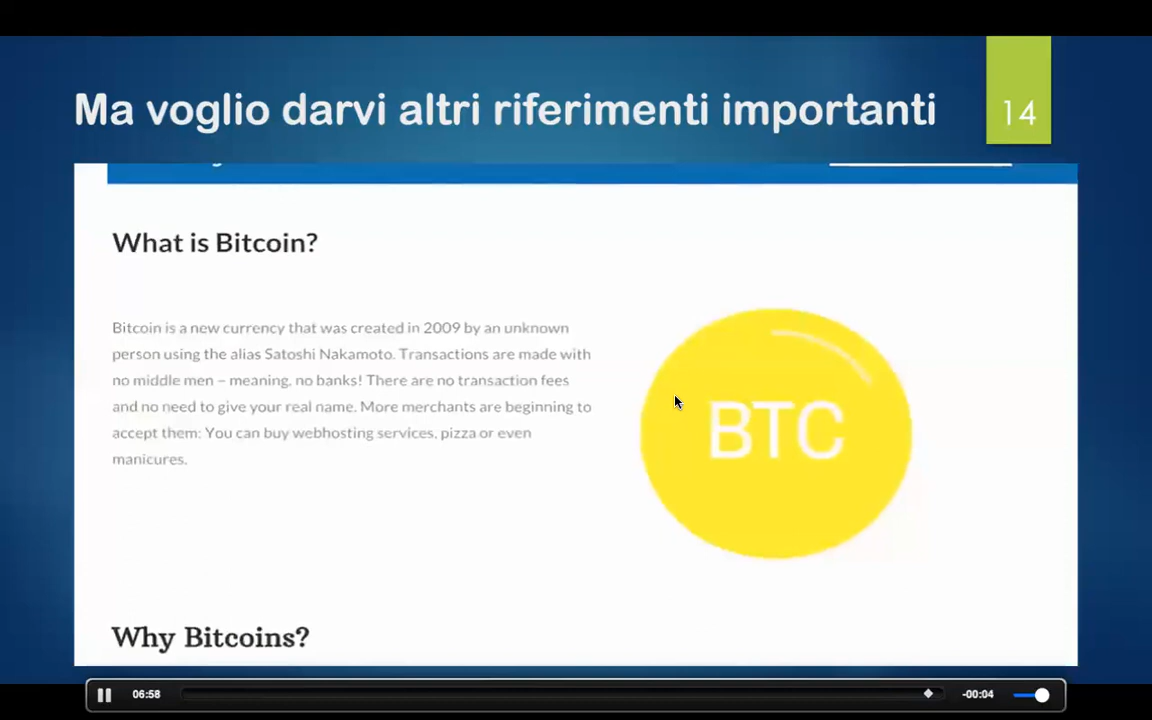 Ma voglio darvi altri riferimenti importanti
14
What is Bitcoin?
Bitcoin is a new currency that was created in 2009 by an unknown
person using the alias Satoshi Nakamoto. Transactions are made with
no middle men – meaning, no banks! There are no transaction fees
and no need to give your real name. More merchants are beginning to
accept them: You can buy webhosting services, pizza or even
manicures.
BTC
Why Bitcoins?
06:58
-00:04